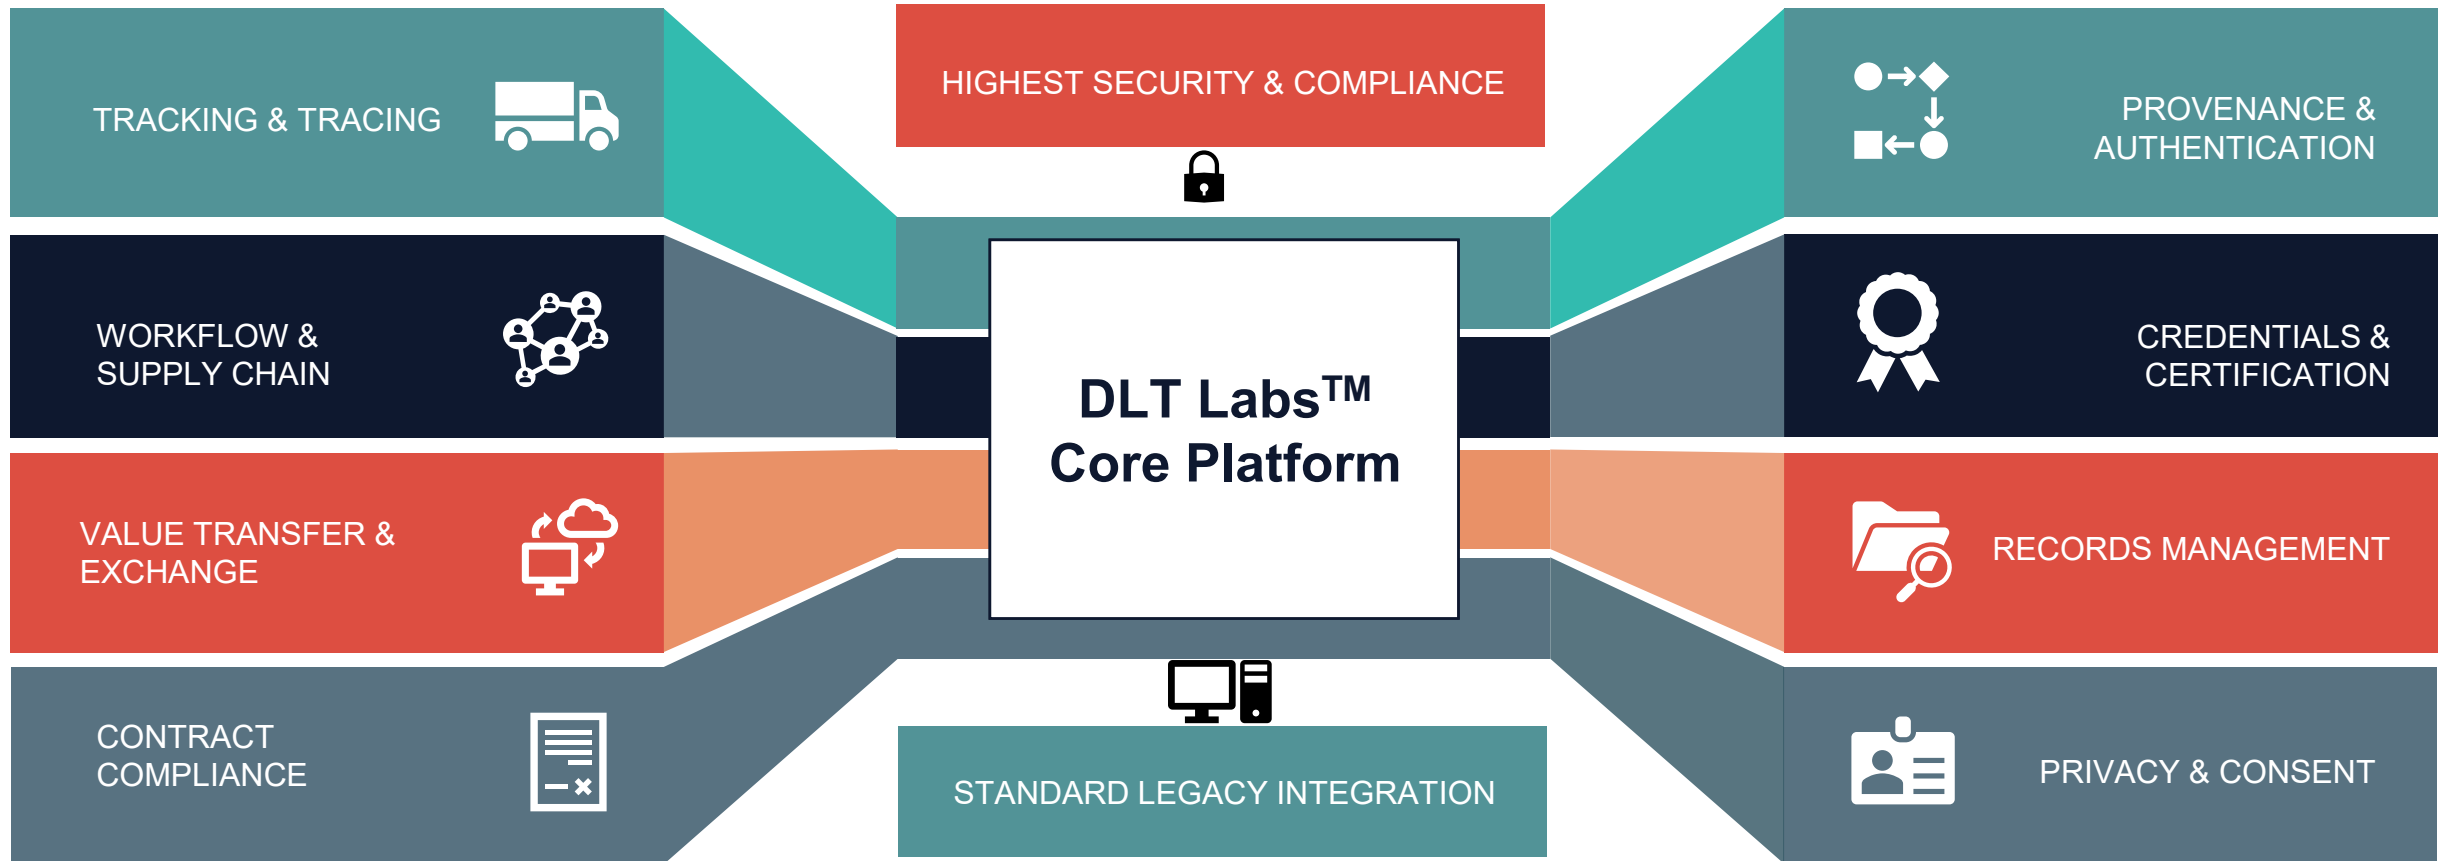 TRACKING & TRACING
WORKFLOW &
SUPPLY CHAIN
VALUE TRANSFER &
EXCHANGE
CONTRACT
COMPLIANCE
HIGHEST SECURITY & COMPLIANCE
DLT Labs™
Core Platform
STANDARD LEGACY INTEGRATION
PROVENANCE &
AUTHENTICATION
CREDENTIALS &
CERTIFICATION
RECORDS MANAGEMENT
PRIVACY & CONSENT